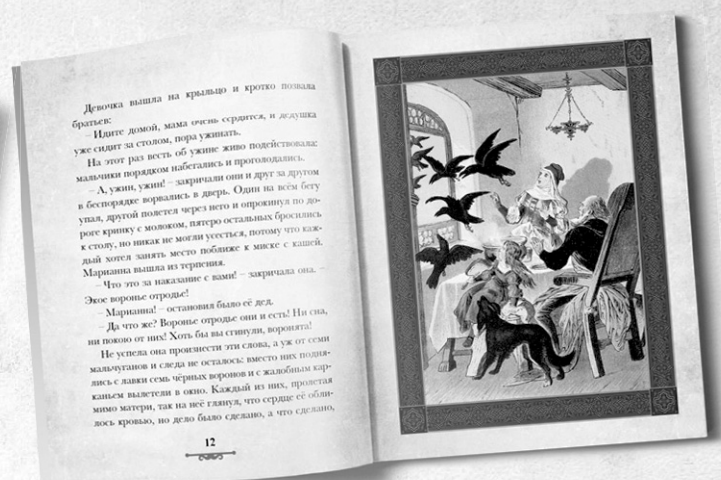 Девочка вышла на крыльцо и кротко позвала
братьев:
– Идите домой, мама очень сердится, и дедушка
уже сидит за столом, пора ужинать.
На этот раз весть об ужине живо подействовала:
мальчики порядком набегались и проголодались.
– А, ужин, ужин! – закричали они и друг за другом
в беспорядке ворвались в дверь. Один на всём бегу
упал, другой полетел через него и опрокинул по до-
роге кринку с молоком, пятеро остальных бросились
к столу, но никак не могли усесться, потому что каж-
дый хотел занять место поближе к миске с кашей.
Марианна вышла из терпения.
– Что это за наказание с вами! – закричала она. –
Экое воронье отродье!
– Марианна! – остановил было её дед.
– Да что же? Воронье отродье они и есть! Ни сна,
ни покою от них! Хоть бы вы сгинули, воронята!
Не успела она произнести эти слова, а уж от семи
мальчуганов и следа не осталось: вместо них подня-
лись с лавки семь чёрных воронов и с жалобным кар-
каньем вылетели в окно. Каждый из них, пролетая
мимо матери, так на неё глянул, что сердце её обли-
лось кровью, но дело было сделано, а что сделано,
12